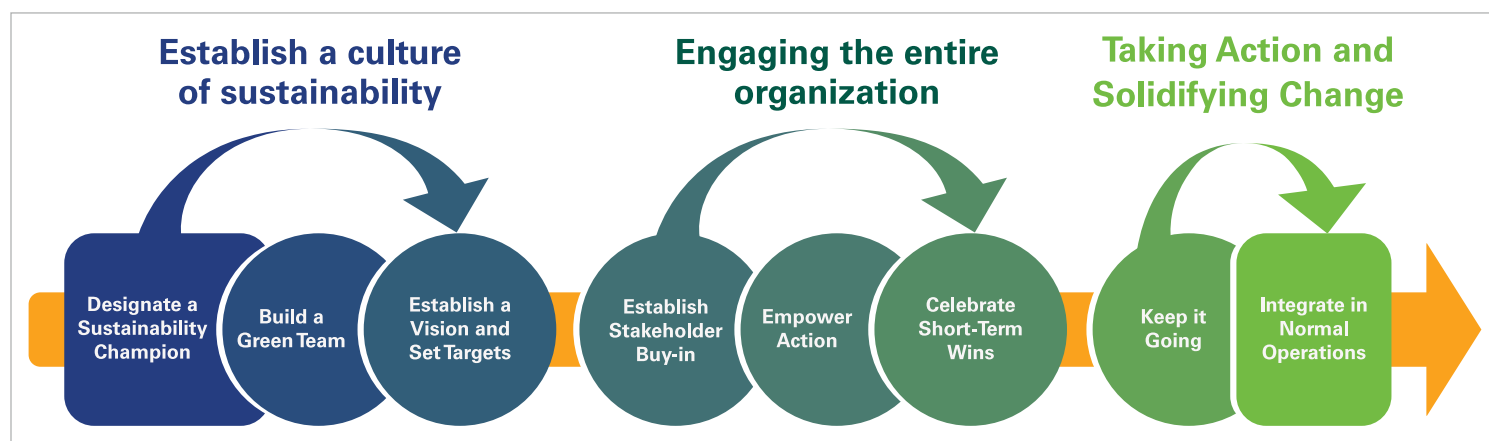 Establish a culture
of sustainability
Designate a
Sustainability
Champion
Build a
Green Team
Establish a
Vision and
Set Targets
Engaging the entire
organization
Establish
Stakeholder
Buy-in
Empower
Action
Celebrate
Short-Term
Wins
Taking Action and
Solidifying Change
Keep it
Going
Integrate in
Normal
Operations